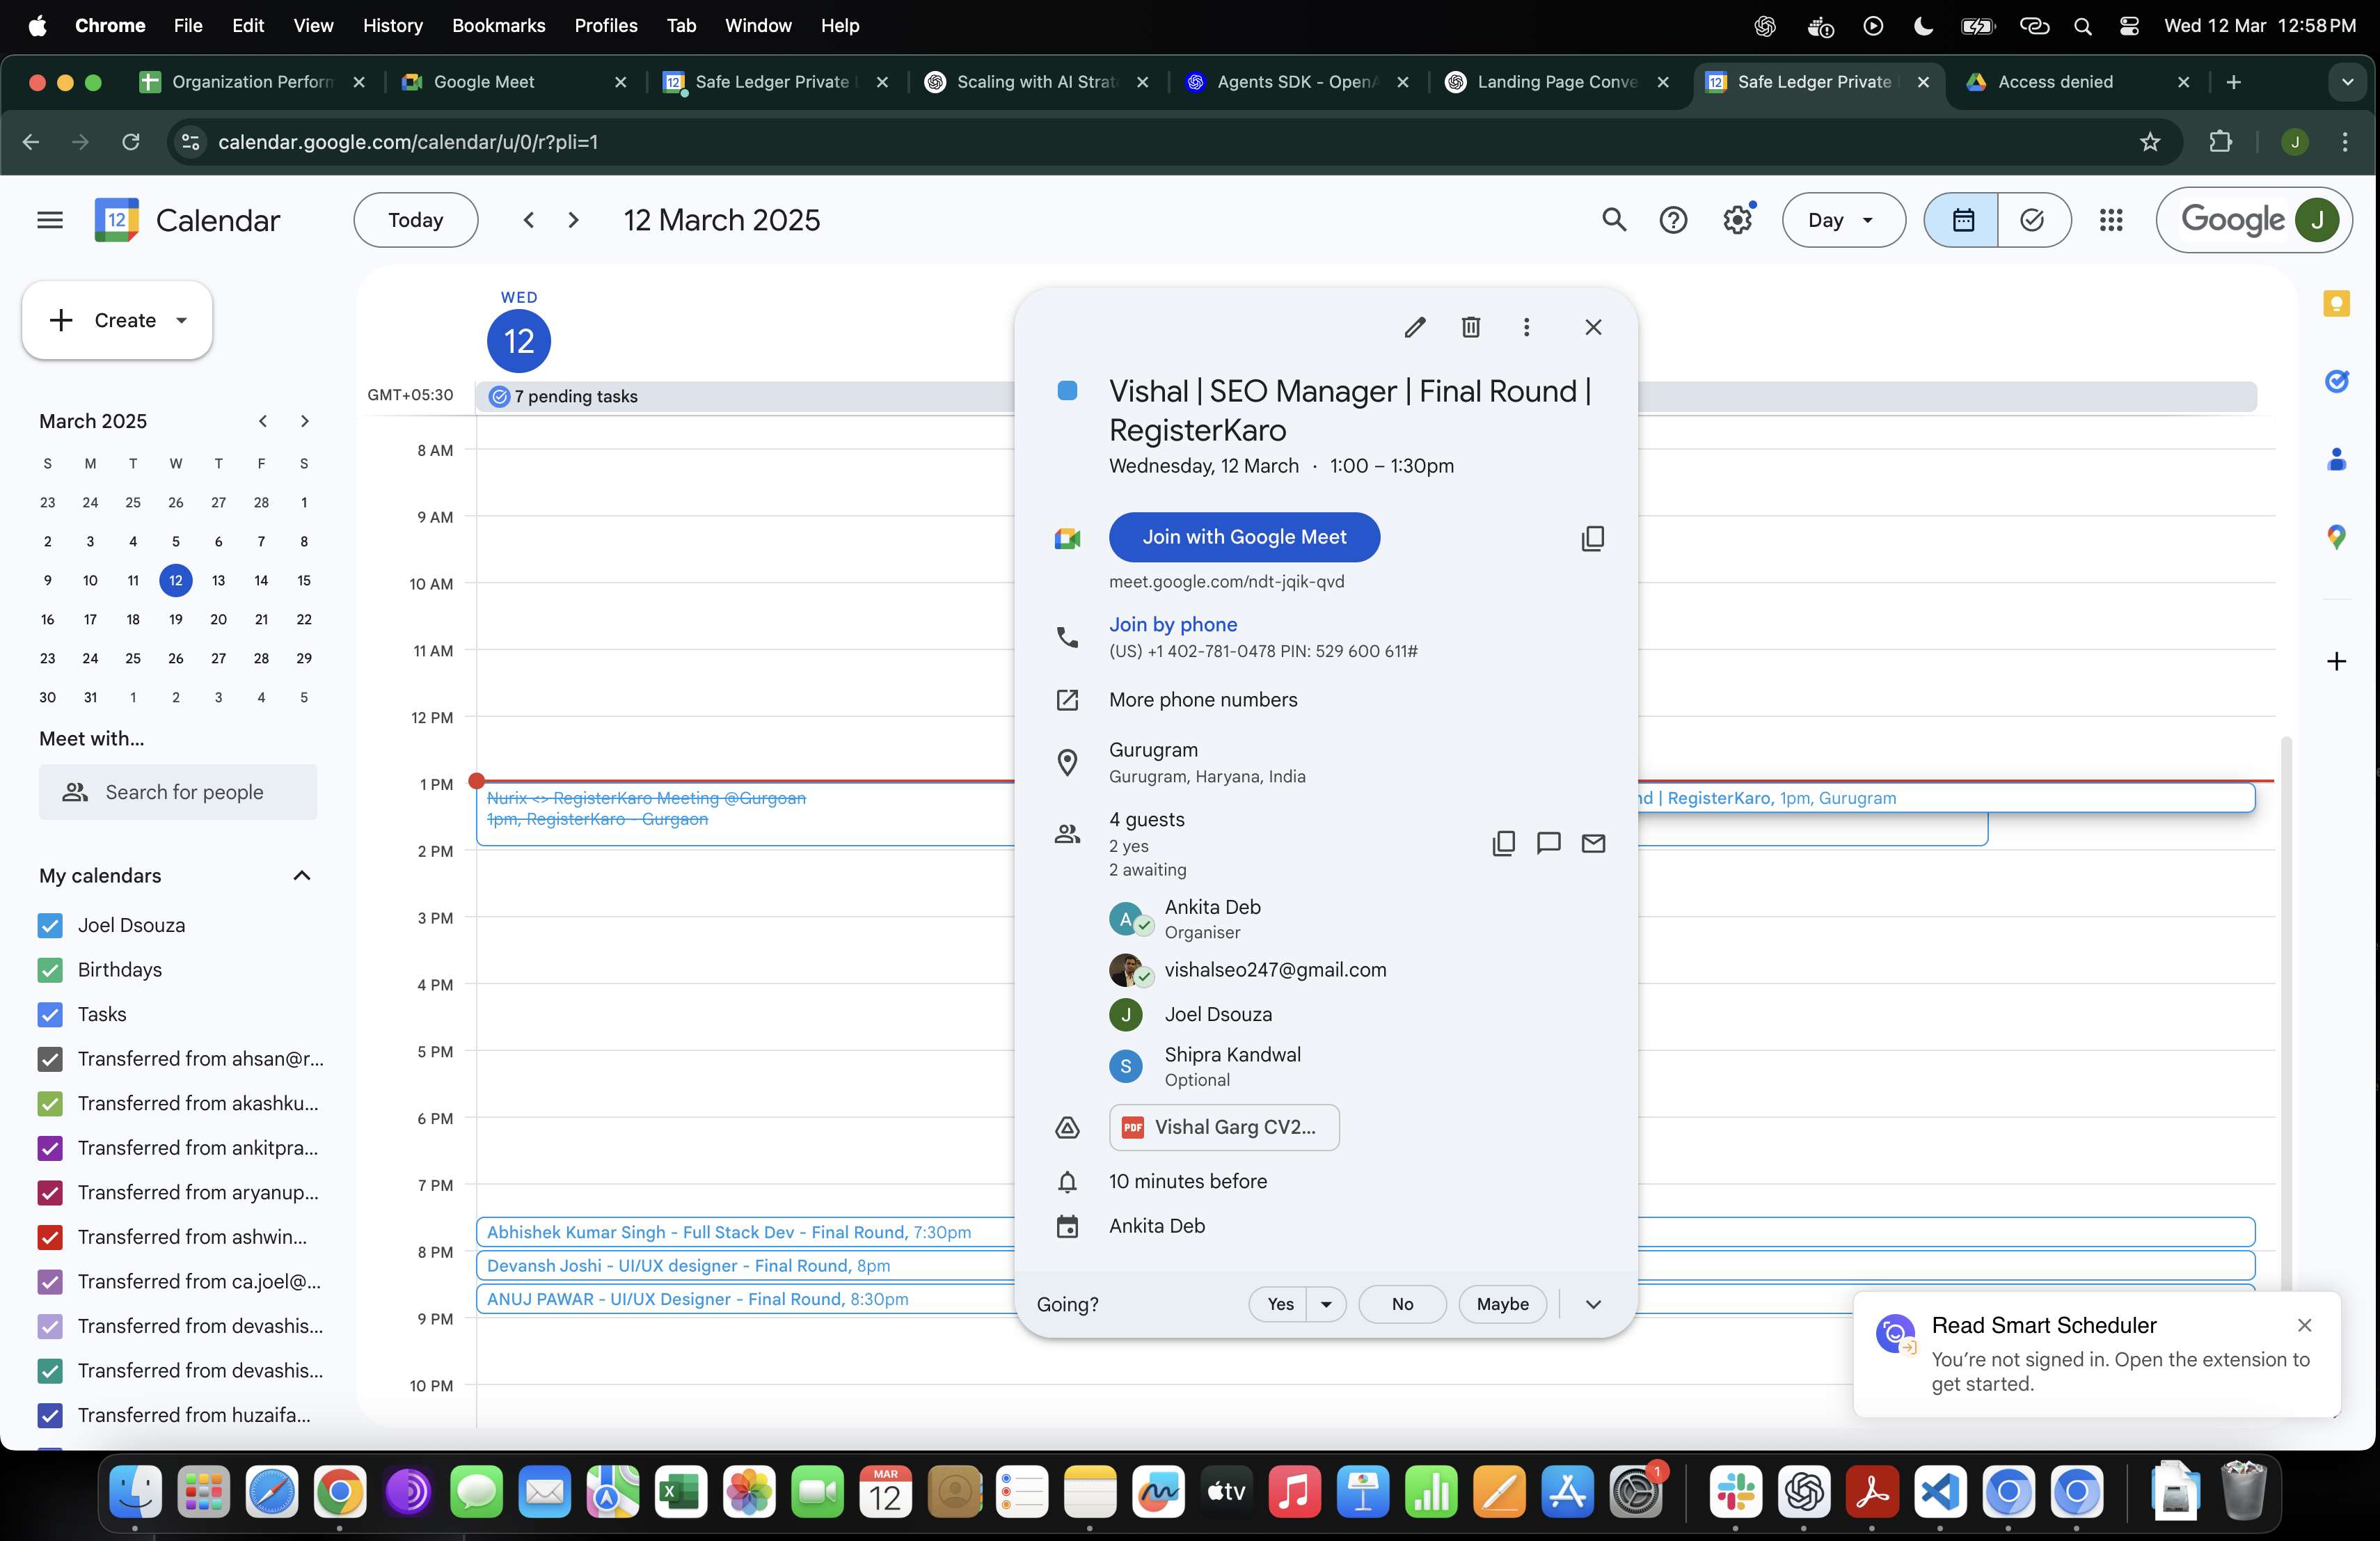 Chrome File Edit View History Bookmarks Profiles Tab Window Help
Wed 12 Mar 12:58 PM
Organization Perform
Google Meet
Safe Ledger Private
Scaling with AI Strat
Agents SDK - OpenA
Landing Page Conve
Safe Ledger Private
Access denied
calendar.google.com/calendar/u/0/r?pli=1
J
12
Calendar
Today
12 March 2025
Day
Google
J
Create
March 2025
S M T W T F S
23 24 25 26 27 28 1
2 3 4 5 6 7 8
9 10 11 12 13 14 15
16 17 18 19 20 21 22
23 24 25 26 27 28 29
30 31 1 2 3 4 5
Meet with...
Search for people
My calendars
Joel Dsouza
Birthdays
Tasks
Transferred from ahsan@r...
Transferred from akashku...
Transferred from ankitpra...
Transferred from aryanup...
Transferred from ashwin...
Transferred from ca.joel@...
Transferred from devashis...
Transferred from devashis...
Transferred from huzaifa...
WED
12
GMT+05:30
7 pending tasks
8 AM
9 AM
10 AM
11 AM
12 PM
1 PM
2 PM
3 PM
4 PM
5 PM
6 PM
7 PM
8 PM
9 PM
10 PM
Nurix <> RegisterKaro Meeting @Gurgoan
1pm, RegisterKaro - Gurgaon
nd | RegisterKaro, 1pm, Gurugram
Abhishek Kumar Singh - Full Stack Dev - Final Round, 7:30pm
Devansh Joshi - UI/UX designer - Final Round, 8pm
ANUJ PAWAR - UI/UX Designer - Final Round, 8:30pm
Vishal | SEO Manager | Final Round |
RegisterKaro
Wednesday, 12 March · 1:00 – 1:30pm
Join with Google Meet
meet.google.com/ndt-jqik-qvd
Join by phone
(US) +1 402-781-0478 PIN: 529 600 611#
More phone numbers
Gurugram
Gurugram, Haryana, India
4 guests
2 yes
2 awaiting
A
Ankita Deb
Organiser
vishalseo247@gmail.com
J
Joel Dsouza
S
Shipra Kandwal
Optional
PDF
Vishal Garg CV2...
10 minutes before
Ankita Deb
Going?
Yes
No
Maybe
Read Smart Scheduler
You're not signed in. Open the extension to
get started.
MAR
12
tv
1